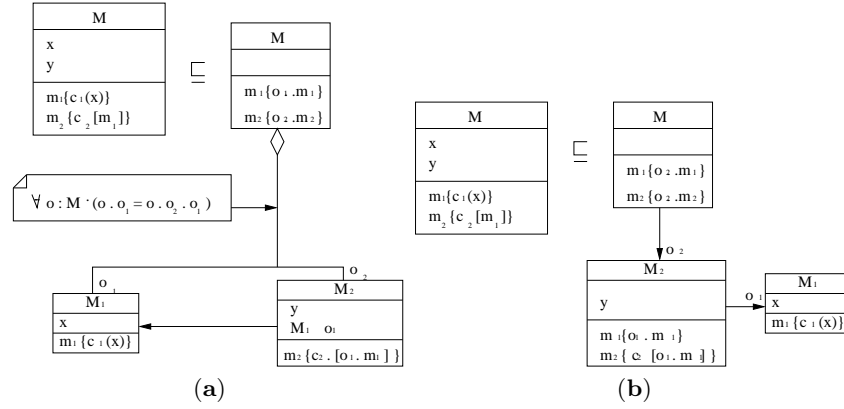 M
x
y
m₁{c₁(x)}
m₂{c₂[m₁]}
⊑
M
m₁{o₁.m₁}
m₂{o₂.m₂}
∀ o : M · (o . o₁ = o . o₂ . o₁ )
o₁
o₂
M₁
x
m₁{c₁(x)}
M₂
y
M₁ o₁
m₂{c₂. [o₁. m₁] }
(a)
M
x
y
m₁{c₁(x)}
m₂{c₂[m₁]}
⊑
M
m₁{o₂.m₁}
m₂{o₂.m₂}
o₂
M₂
y
m₁{o₁. m₁}
m₂{ c₂ [o₁. m₁] }
o₁
M₁
x
m₁{c₁(x)}
(b)